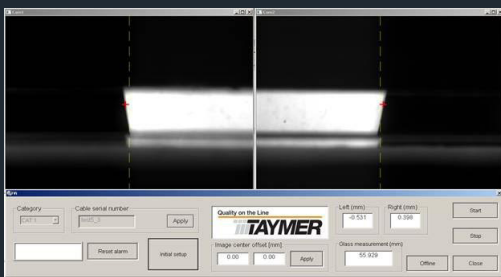 Cam1
Cam2
Category
Cable serial number
Apply
Quality on the Line
TAYMER
Left (mm)
-0.531
Right (mm)
0.398
Start
Reset alarm
Initial setup
Image center offset [mm]
0.00
0.00
Apply
Glass measurement (mm)
55.929
Stop
Offline
Close